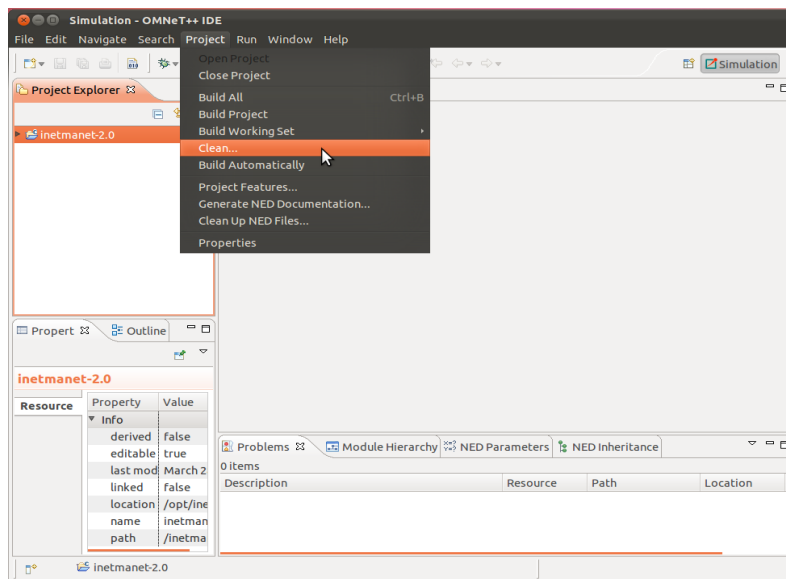 Simulation - OMNeT++ IDE
File Edit Navigate Search Project Run Window Help
Open Project
Close Project
Build All Ctrl+B
Build Project
Build Working Set
Clean...
Build Automatically
Project Features...
Generate NED Documentation...
Clean Up NED Files...
Properties
Simulation
Project Explorer
inetmanet-2.0
Propert Outline
inetmanet-2.0
Resource
Property Value
Info
derived false
editable true
last mod March 2
linked false
location /opt/ine
name inetman
path /inetma
Problems Module Hierarchy NED Parameters NED Inheritance
0 items
Description Resource Path Location
inetmanet-2.0